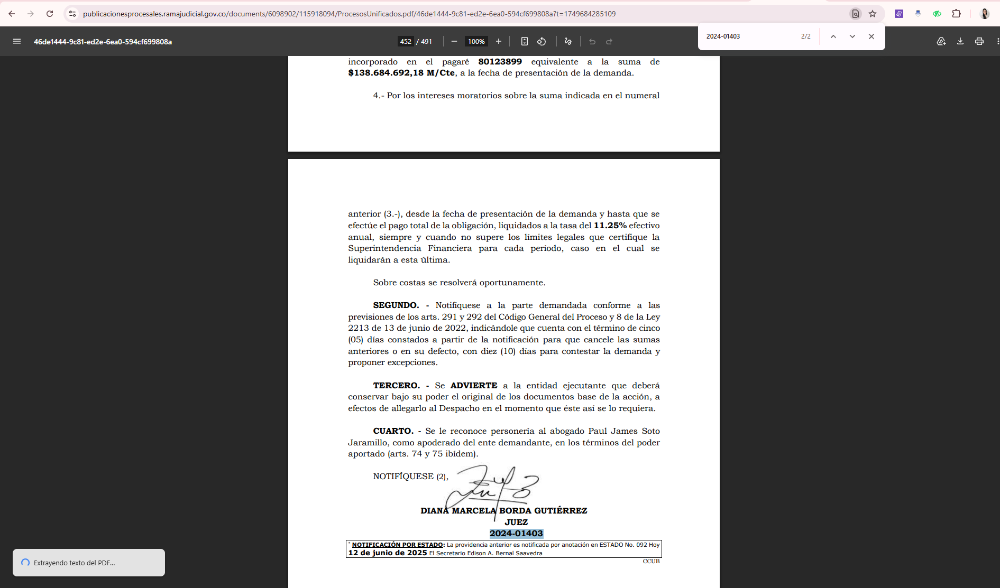 publicacionesprocesales.ramajudicial.gov.co/documents/6098902/115918094/ProcesosUnificados.pdf/46de1444-9c81-ed2e-6ea0-594cf699808a?t=1749684285109
46de1444-9c81-ed2e-6ea0-594cf699808a
452 / 491
100%
2024-01403
2/2
incorporado en el pagaré 80123899 equivalente a la suma de
$138.684.692,18 M/Cte, a la fecha de presentación de la demanda.
4.- Por los intereses moratorios sobre la suma indicada en el numeral
anterior (3.-), desde la fecha de presentación de la demanda y hasta que se
efectúe el pago total de la obligación, liquidados a la tasa del 11.25% efectivo
anual, siempre y cuando no supere los límites legales que certifique la
Superintendencia Financiera para cada período, caso en el cual se
liquidarán a esta última.
Sobre costas se resolverá oportunamente.
SEGUNDO. - Notifíquese a la parte demandada conforme a las
previsiones de los arts. 291 y 292 del Código General del Proceso y 8 de la Ley
2213 de 13 de junio de 2022, indicándole que cuenta con el término de cinco
(05) días constados a partir de la notificación para que cancele las sumas
anteriores o en su defecto, con diez (10) días para contestar la demanda y
proponer excepciones.
TERCERO. - Se ADVIERTE a la entidad ejecutante que deberá
conservar bajo su poder el original de los documentos base de la acción, a
efectos de allegarlo al Despacho en el momento que éste así se lo requiera.
CUARTO. - Se le reconoce personería al abogado Paul James Soto
Jaramillo, como apoderado del ente demandante, en los términos del poder
aportado (arts. 74 y 75 ibídem).
NOTIFÍQUESE (2),
DIANA MARCELA BORDA GUTIÉRREZ
JUEZ
2024-01403
* NOTIFICACIÓN POR ESTADO: La providencia anterior es notificada por anotación en ESTADO No. 092 Hoy
12 de junio de 2025 El Secretario Edison A. Bernal Saavedra
CCUB
Extrayendo texto del PDF...